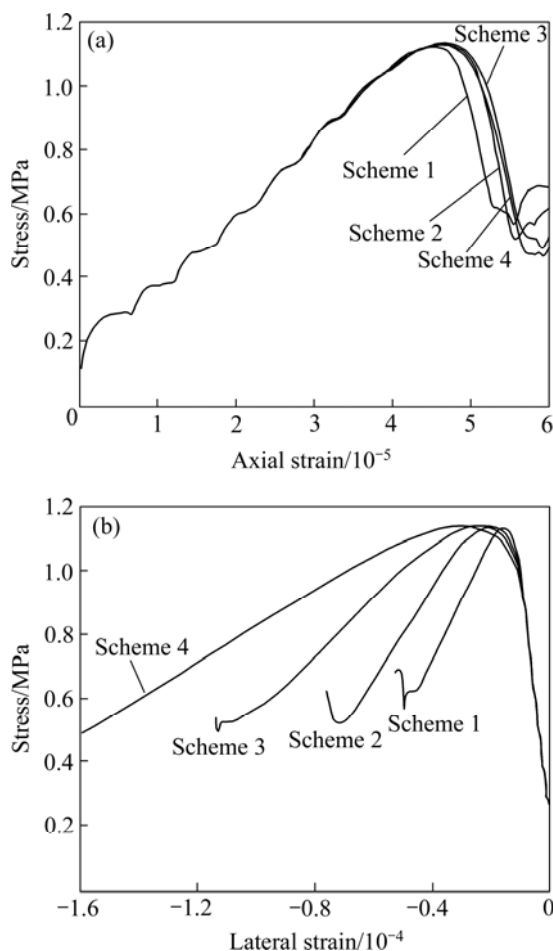 (a)
Stress/MPa
1.2
1.0
0.8
0.6
0.4
0.2
0
1
2
3
4
5
6
Axial strain/10⁻⁵
Scheme 3
Scheme 1
Scheme 2
Scheme 4
(b)
Stress/MPa
1.2
1.0
0.8
0.6
0.4
0.2
−1.6
−1.2
−0.8
−0.4
0
Lateral strain/10⁻⁴
Scheme 4
Scheme 3
Scheme 2
Scheme 1